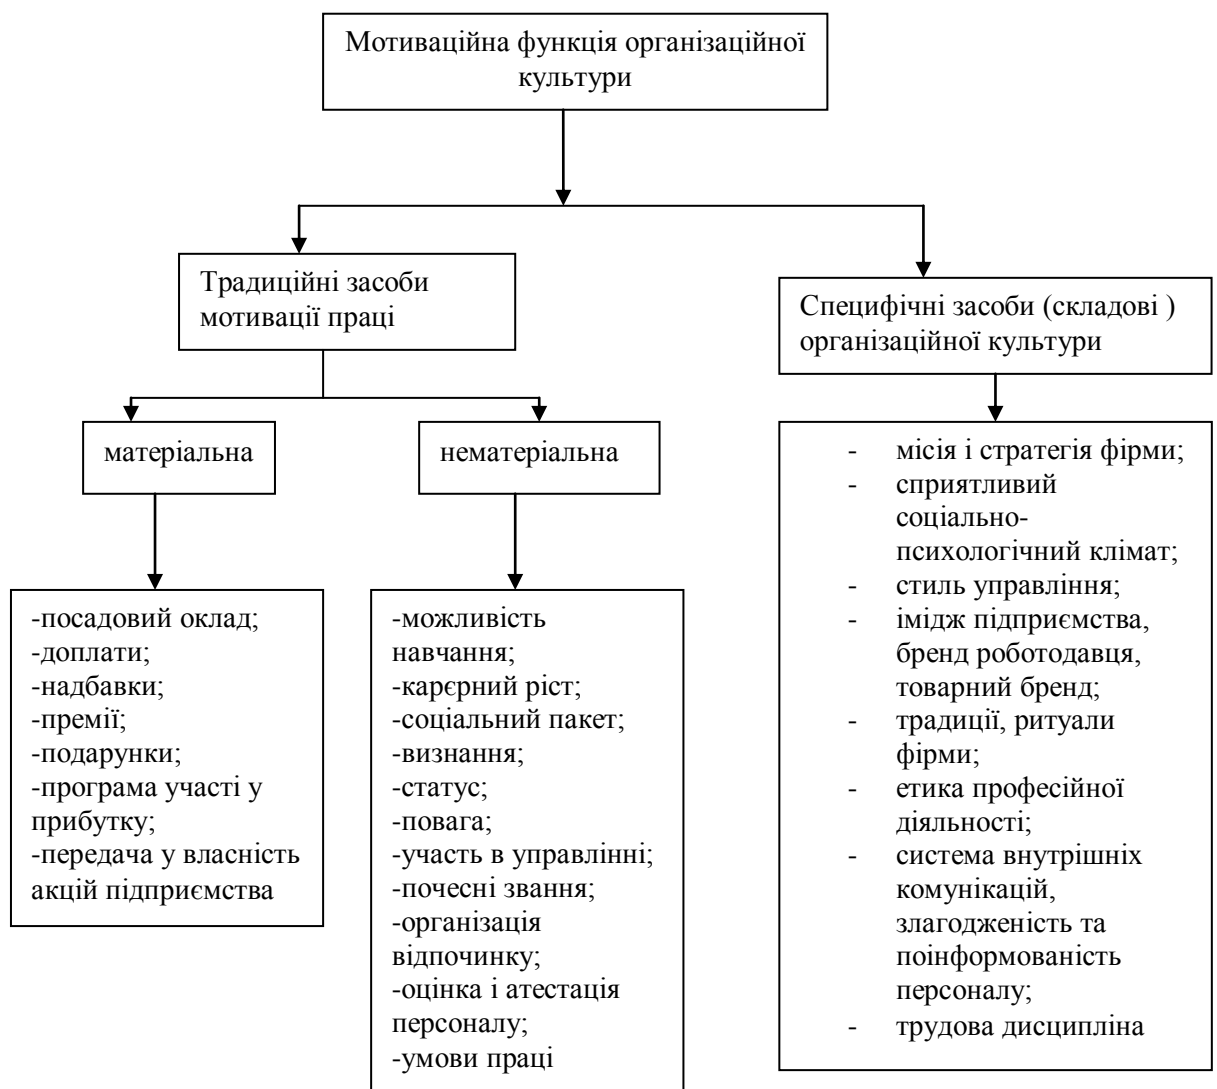 Мотиваційна функція організаційної
культури
Традиційні засоби
мотивації праці
Специфічні засоби (складові )
організаційної культури
матеріальна
нематеріальна
-посадовий оклад;
-доплати;
-надбавки;
-премії;
-подарунки;
-програма участі у
прибутку;
-передача у власність
акцій підприємства
-можливість
навчання;
-карєрний ріст;
-соціальний пакет;
-визнання;
-статус;
-повага;
-участь в управлінні;
-почесні звання;
-організація
відпочинку;
-оцінка і атестація
персоналу;
-умови праці
- місія і стратегія фірми;
- сприятливий
соціально-
психологічний клімат;
- стиль управління;
- імідж підприємства,
бренд роботодавця,
товарний бренд;
- традиції, ритуали
фірми;
- етика професійної
діяльності;
- система внутрішніх
комунікацій,
злагодженість та
поінформованість
персоналу;
- трудова дисципліна